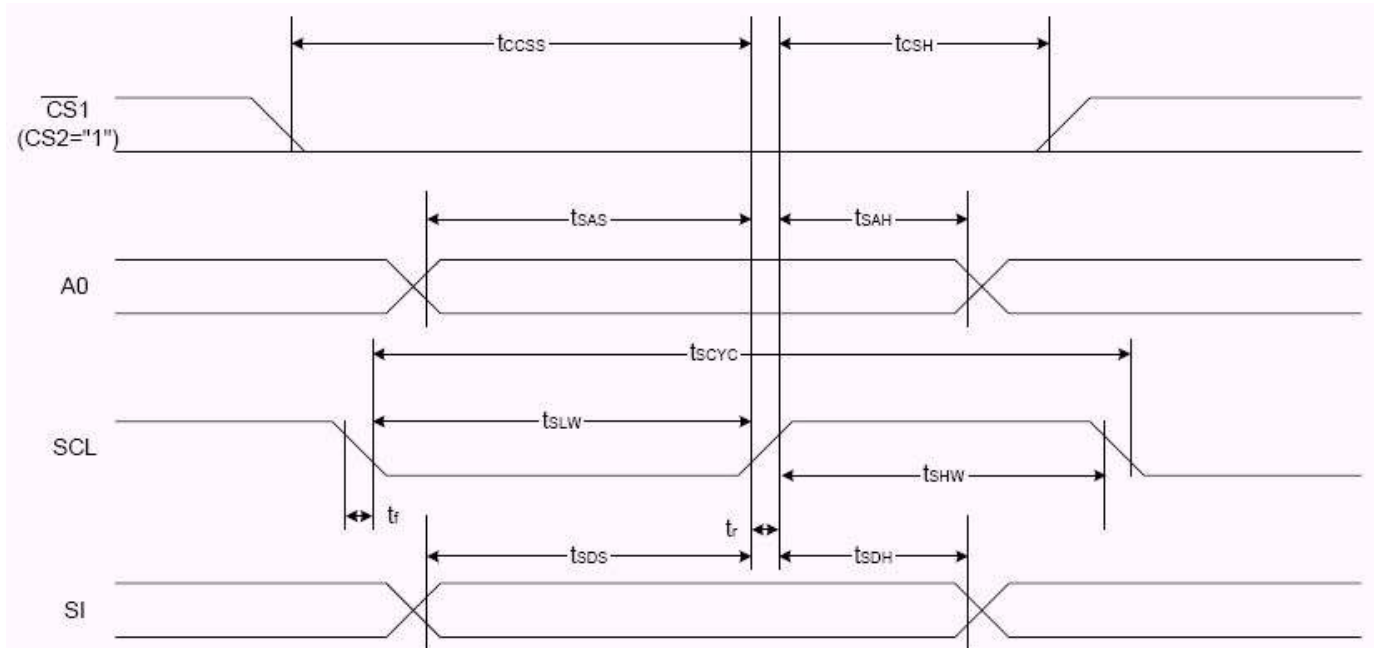 tCCSS
tCSH
CS1
(CS2="1")
tSAS
tSAH
A0
tSCYC
tSLW
SCL
tSHW
tf
tr
tSDS
tSDH
SI